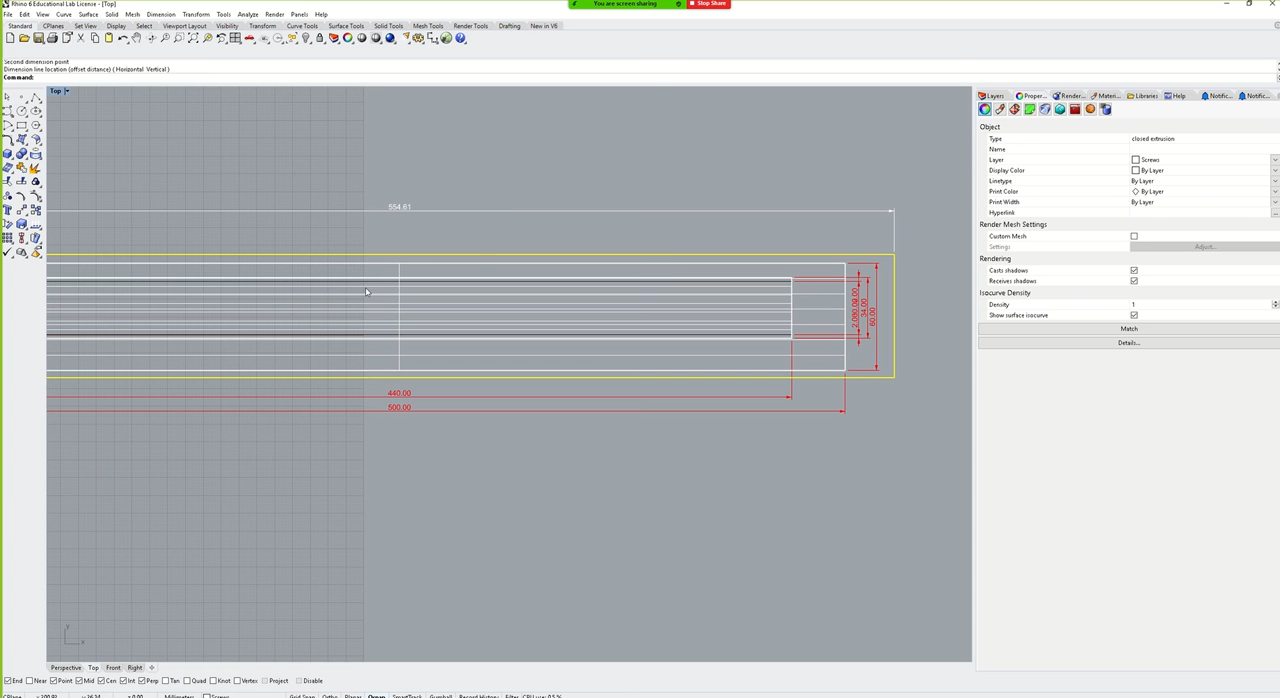 Rhino 6 Educational Lab License - [Top]
You are screen sharing
Stop Share
File Edit View Curve Surface Solid Mesh Dimension Transform Tools Analyze Render Panels Help
Standard CPlanes Set View Display Select Viewport Layout Visibility Transform Curve Tools Surface Tools Solid Tools Mesh Tools Render Tools Drafting New in V6
Second dimension point
Dimension line location (offset distance) ( Horizontal Vertical )
Command:
Top
Layers Proper... Render... Materi... Libraries Help Notific... Notific...
Object
Type closed extrusion
Name
Layer Screws
Display Color By Layer
Linetype By Layer
Print Color By Layer
Print Width By Layer
Hyperlink
Render Mesh Settings
Custom Mesh
Settings Adjust...
Rendering
Casts shadows
Receives shadows
Isocurve Density
Density 1
Show surface isocurve
Match
Details...
554.61
34.00
60.00
440.00
500.00
y
x
Perspective Top Front Right
End Near Point Mid Cen Int Perp Tan Quad Knot Vertex Project Disable
CPlane Millimeters Screws Grid Snap Ortho Planar Osnap SmartTrack Gumball Record History Filter